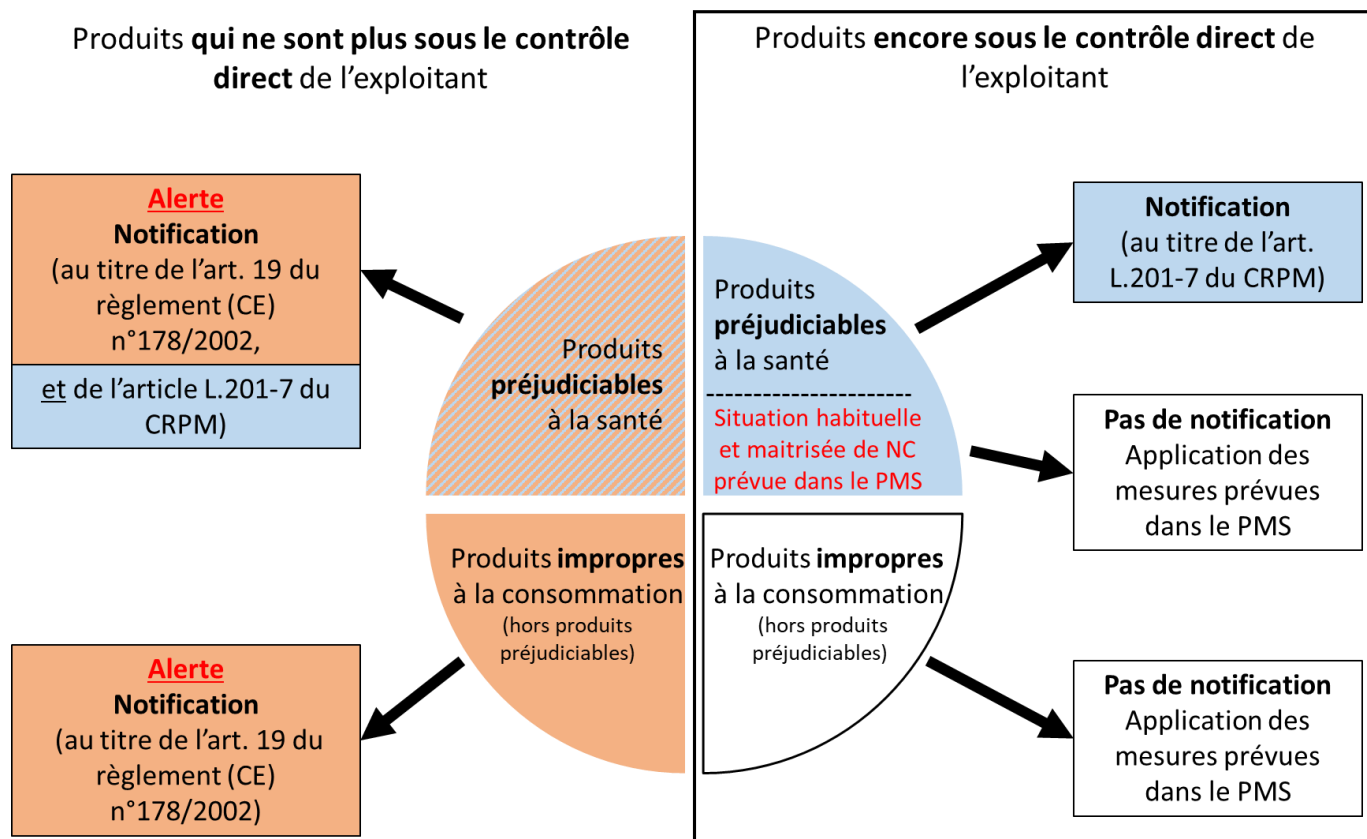 Produits qui ne sont plus sous le contrôle
direct de l’exploitant
Produits encore sous le contrôle direct de
l’exploitant
Alerte
Notification
(au titre de l’art. 19 du
règlement (CE)
n°178/2002,
et de l’article L.201-7 du
CRPM)
Produits
préjudiciables
à la santé
Produits
préjudiciables
à la santé
Situation habituelle
et maitrisée de NC
prévue dans le PMS
Notification
(au titre de l’art.
L.201-7 du CRPM)
Pas de notification
Application des
mesures prévues
dans le PMS
Produits impropres
à la consommation
(hors produits
préjudiciables)
Produits impropres
à la consommation
(hors produits
préjudiciables)
Alerte
Notification
(au titre de l’art. 19 du
règlement (CE)
n°178/2002)
Pas de notification
Application des
mesures prévues
dans le PMS